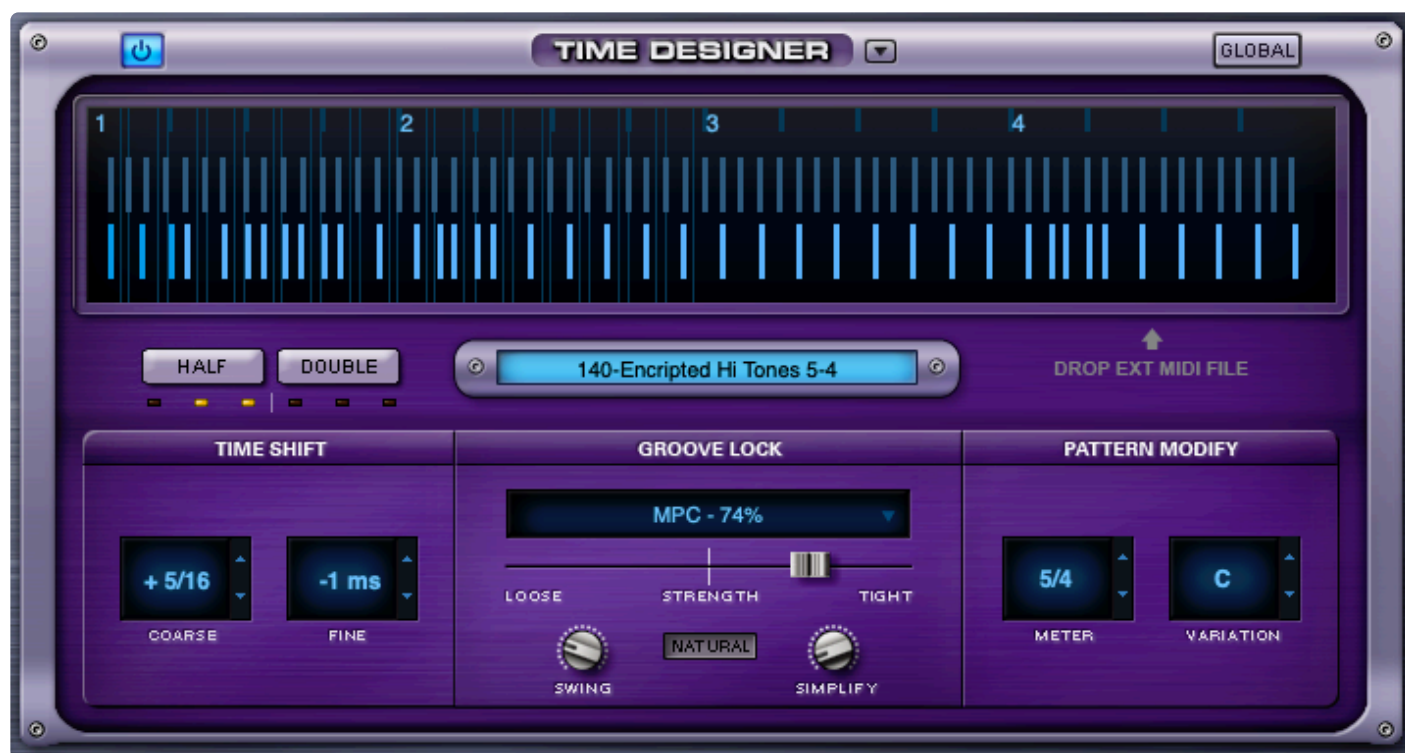 TIME DESIGNER
GLOBAL
1 2 3 4
HALF DOUBLE
140-Encripted Hi Tones 5-4
DROP EXT MIDI FILE
TIME SHIFT
GROOVE LOCK
PATTERN MODIFY
MPC - 74%
+ 5/16
-1 ms
5/4
C
LOOSE STRENGTH TIGHT
COARSE
FINE
METER
VARIATION
NATURAL
SWING
SIMPLIFY